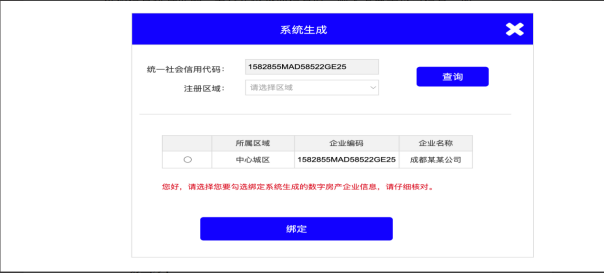 系统生成
统一社会信用代码： 1582855MAD58522GE25
查询
注册区域： 请选择区域
所属区域 企业编码 企业名称
中心城区 1582855MAD58522GE25 成都某某公司
您好，请选择您要勾选绑定系统生成的数字房产企业信息，请仔细核对。
绑定